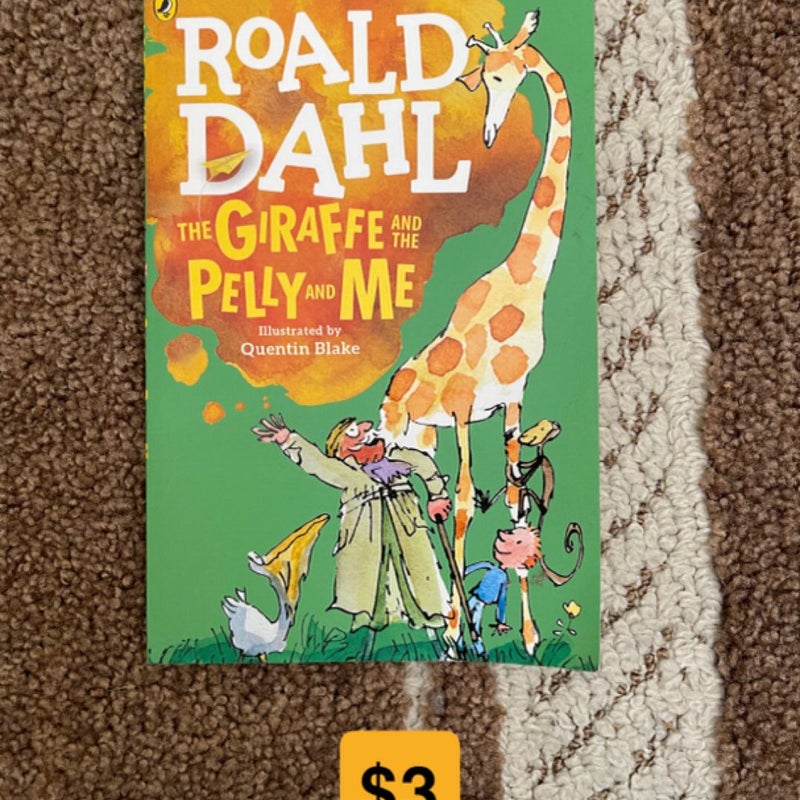 ROALD
DAHL
THE GIRAFFE AND THE
PELLY AND ME
Illustrated by
Quentin Blake
$3